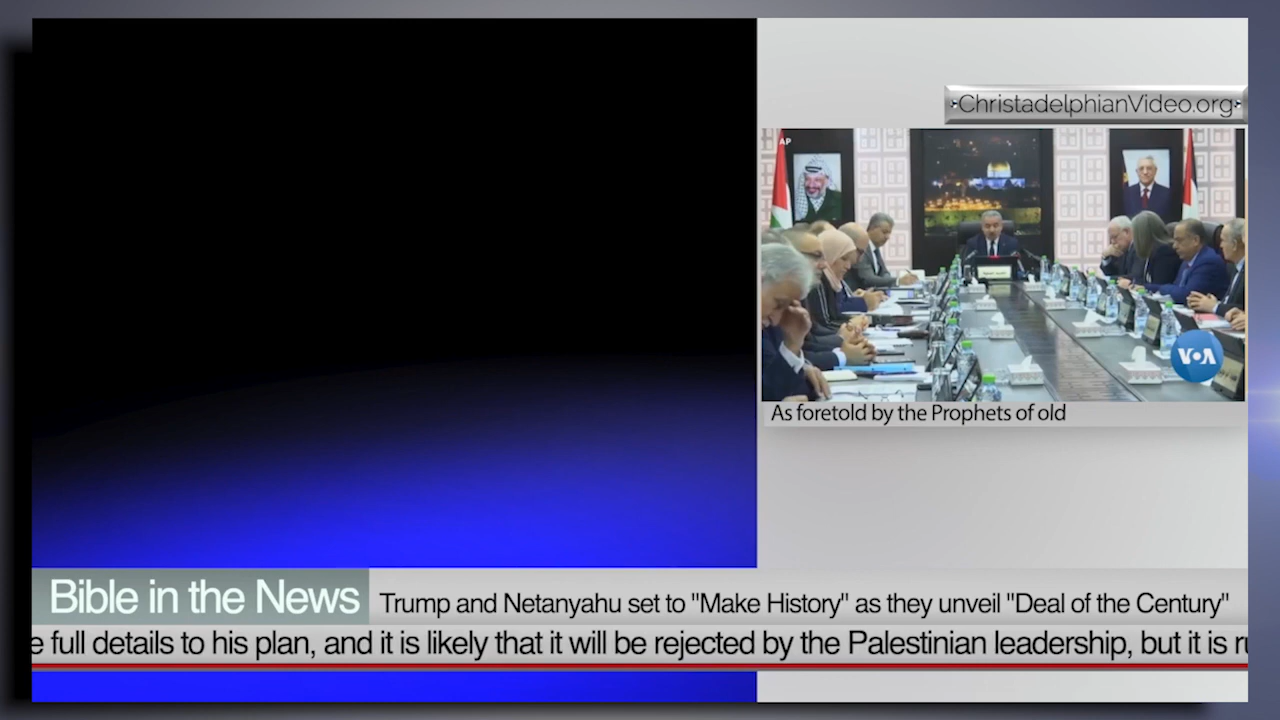 ChristadelphianVideo.org
AP
VOA
As foretold by the Prophets of old
Bible in the News
Trump and Netanyahu set to "Make History" as they unveil "Deal of the Century"
e full details to his plan, and it is likely that it will be rejected by the Palestinian leadership, but it is